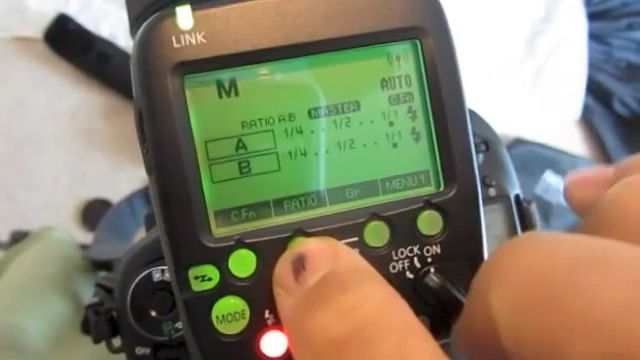 LINK
M
AUTO
RATIO A:B MASTER C.Fn
A 1/4 . . 1/2 . . 1/1
B 1/4 . . 1/2 . . 1/1
C.Fn RATIO Gr MENU 1
LOCK ON
OFF
MODE